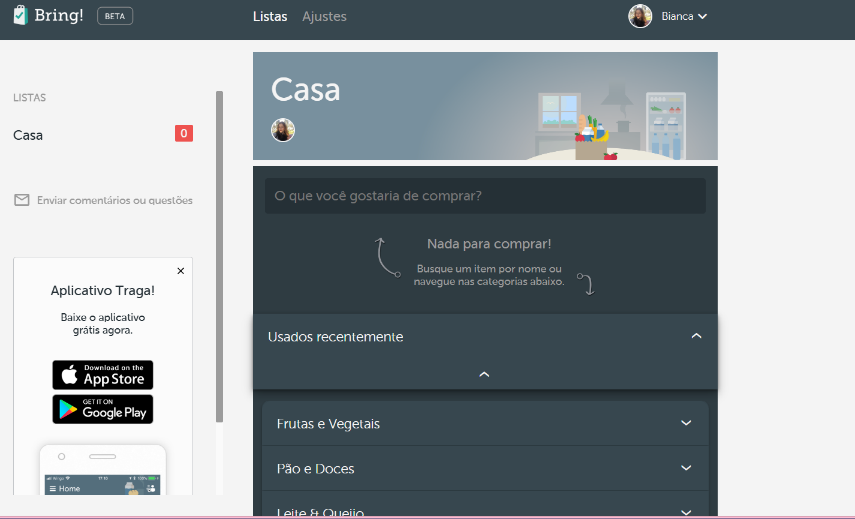 Bring!
BETA
Listas
Ajustes
Bianca
LISTAS
Casa
0
Enviar comentários ou questões
Aplicativo Traga!
Baixe o aplicativo
grátis agora.
Download on the
App Store
GET IT ON
Google Play
Home
Casa
O que você gostaria de comprar?
Nada para comprar!
Busque um item por nome ou
navegue nas categorias abaixo.
Usados recentemente
Frutas e Vegetais
Pão e Doces
Leite & Queijo